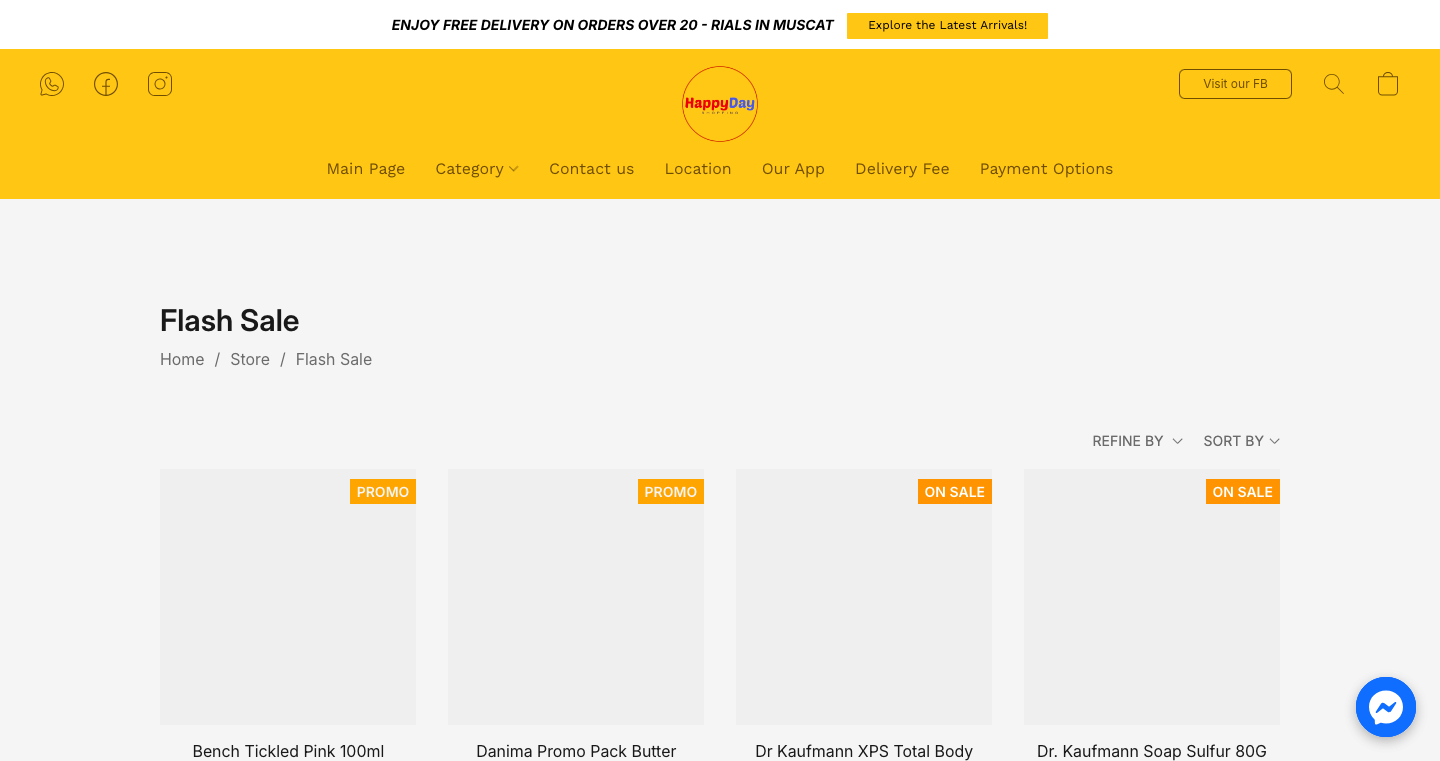 ENJOY FREE DELIVERY ON ORDERS OVER 20 - RIALS IN MUSCAT
Explore the Latest Arrivals!
Visit our FB
HappyDay
SHOPPING
Main Page
Category
Contact us
Location
Our App
Delivery Fee
Payment Options
Flash Sale
Home / Store / Flash Sale
REFINE BY
SORT BY
PROMO
PROMO
ON SALE
ON SALE
Bench Tickled Pink 100ml
Danima Promo Pack Butter
Dr Kaufmann XPS Total Body
Dr. Kaufmann Soap Sulfur 80G